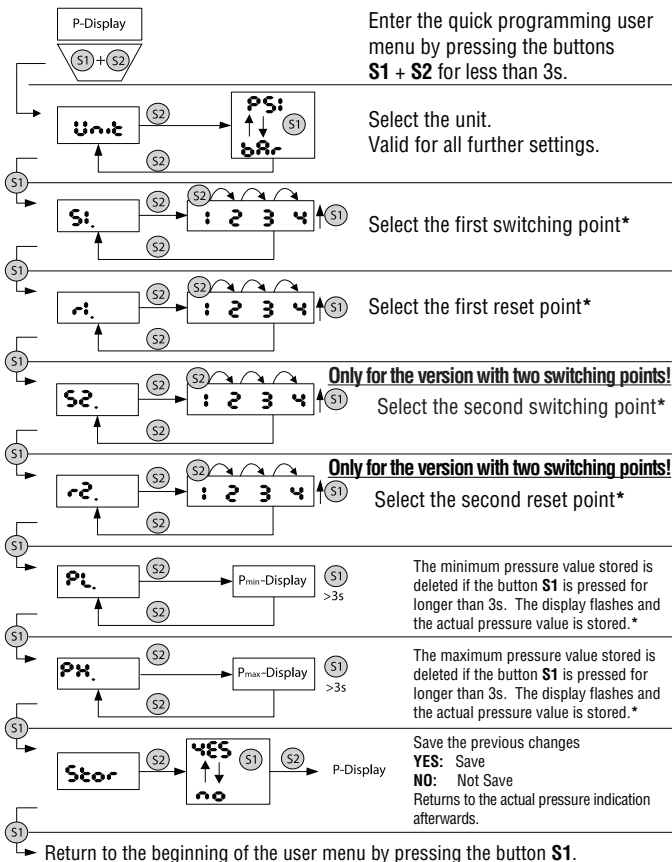 P-Display
S1 + S2
Enter the quick programming user
menu by pressing the buttons
S1 + S2 for less than 3s.
Unit
S2
PSI
S1
bAr
S2
Select the unit.
Valid for all further settings.
S1
S1.
S2
S2
1 2 3 4
S1
S2
Select the first switching point*
S1
r1.
S2
S2
1 2 3 4
S1
S2
Select the first reset point*
S1
S2.
S2
S2
1 2 3 4
S1
S2
Only for the version with two switching points!
Select the second switching point*
S1
r2.
S2
S2
1 2 3 4
S1
S2
Only for the version with two switching points!
Select the second reset point*
S1
PL.
S2
Pmin-Display
S1
>3s
S2
The minimum pressure value stored is
deleted if the button S1 is pressed for
longer than 3s. The display flashes and
the actual pressure value is stored.*
S1
PH.
S2
Pmax-Display
S1
>3s
S2
The maximum pressure value stored is
deleted if the button S1 is pressed for
longer than 3s. The display flashes and
the actual pressure value is stored.*
S1
Stor
S2
YES
no
S1
S2
P-Display
Save the previous changes
YES: Save
NO: Not Save
Returns to the actual pressure indication
afterwards.
S1
Return to the beginning of the user menu by pressing the button S1.